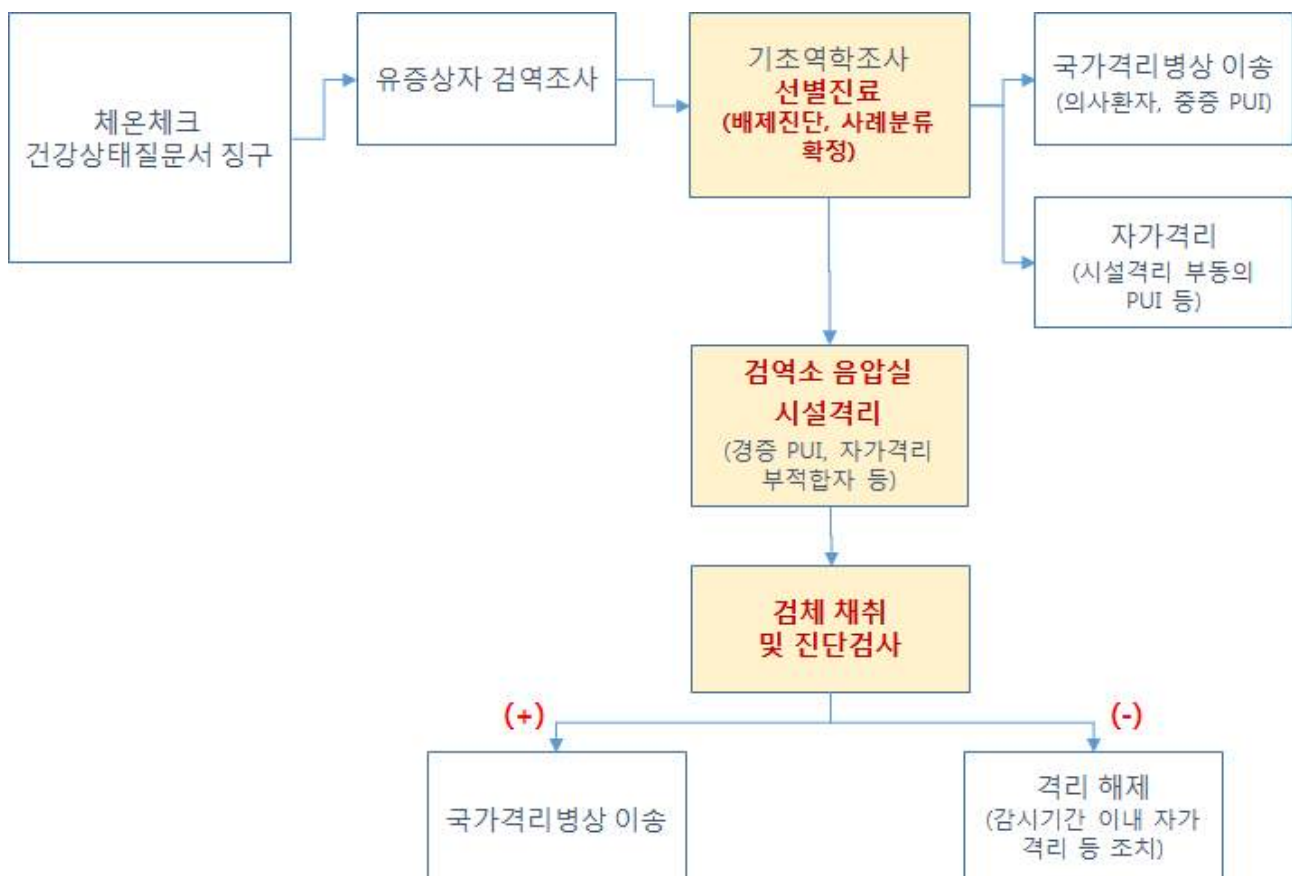 체온체크
건강상태질문서 징구
유증상자 검역조사
기초역학조사
선별진료
(배제진단, 사례분류
확정)
국가격리병상 이송
(의사환자, 중증 PUI)
자가격리
(시설격리 부동의
PUI 등)
검역소 음압실
시설격리
(경증 PUI, 자가격리
부적합자 등)
검체 채취
및 진단검사
(+)
(-)
국가격리병상 이송
격리 해제
(감시기간 이내 자가
격리 등 조치)